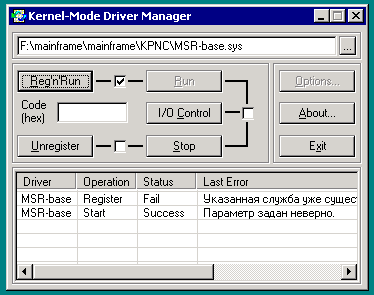 Kernel-Mode Driver Manager
F:\mainframe\mainframe\KPNC\MSR-base.sys ...
Reg'n'Run Run Options...
Code
(hex) I/O Control About...
Unregister Stop Exit
Driver Operation Status Last Error
MSR-base Register Fail Указанная служба уже сущест
MSR-base Start Success Параметр задан неверно.